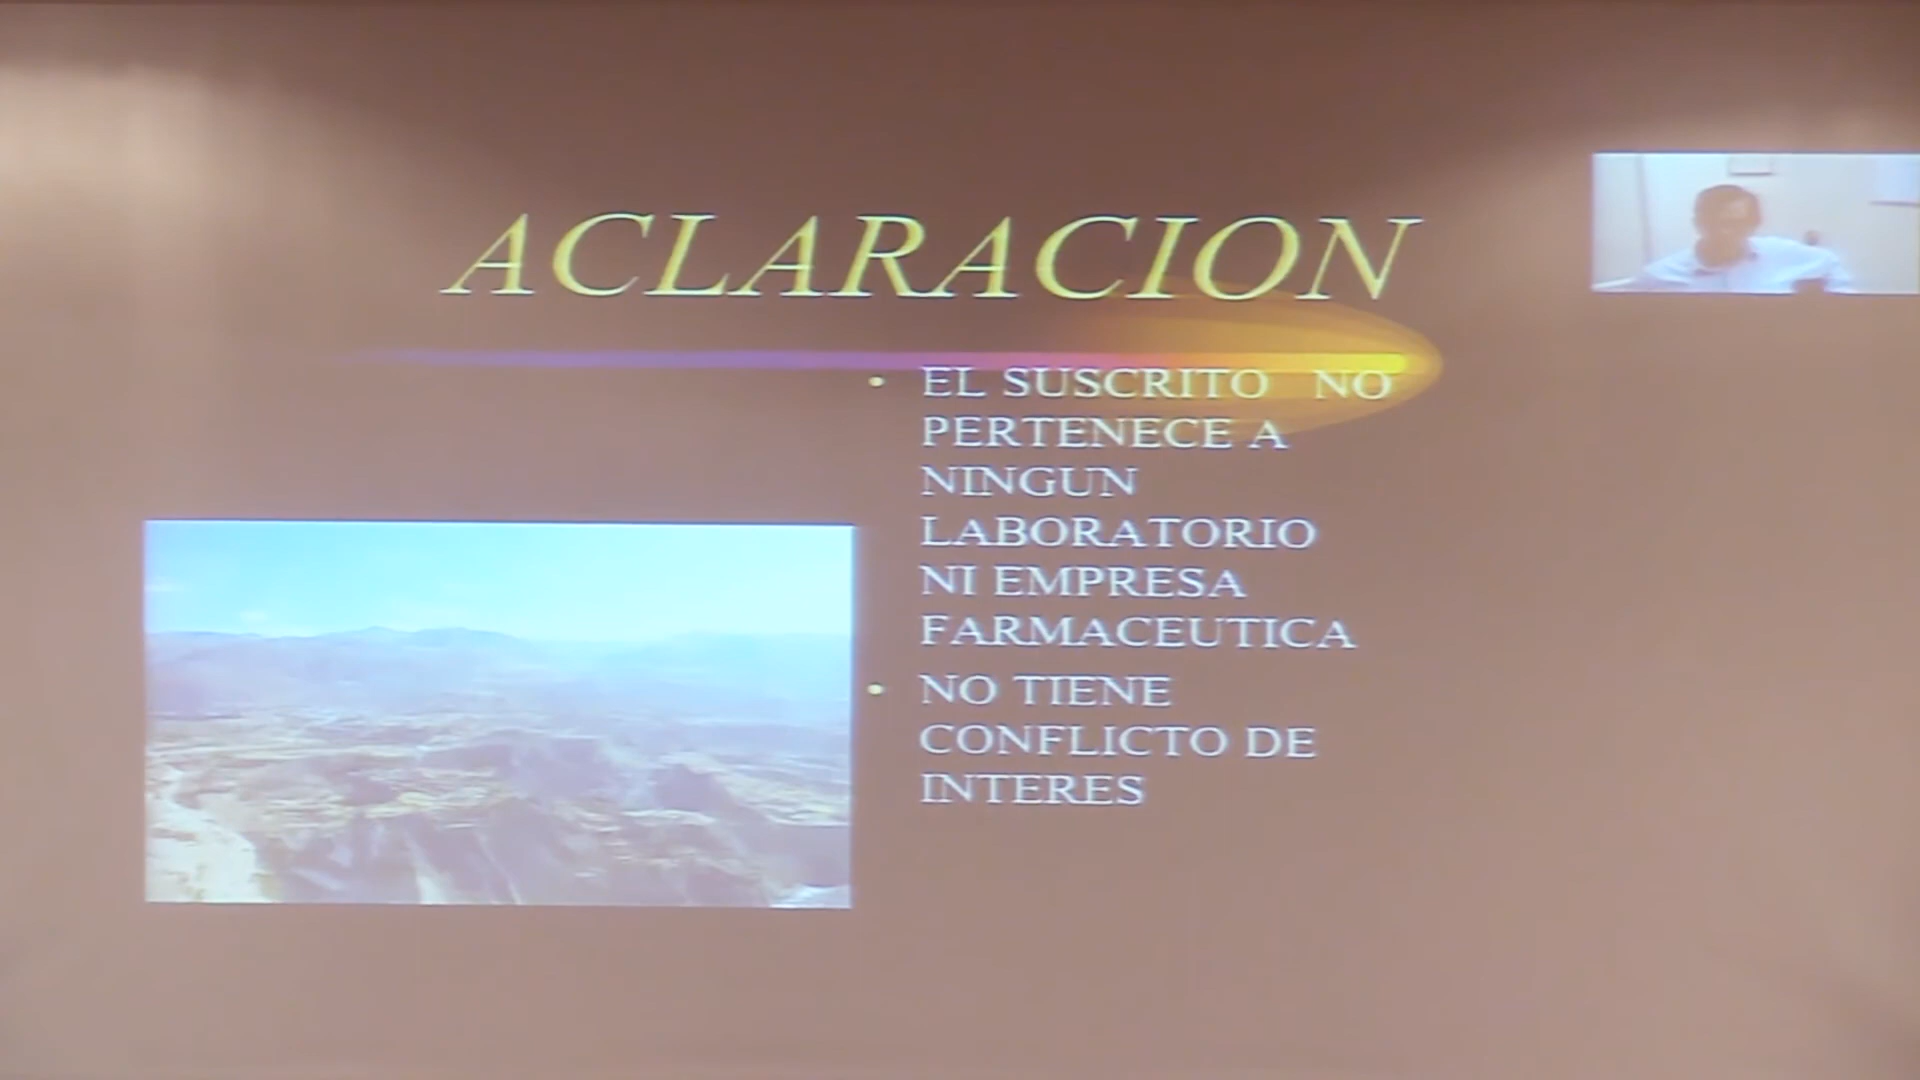 ACLARACION
• EL SUSCRITO NO
PERTENECE A
NINGUN
LABORATORIO
NI EMPRESA
FARMACEUTICA
• NO TIENE
CONFLICTO DE
INTERES